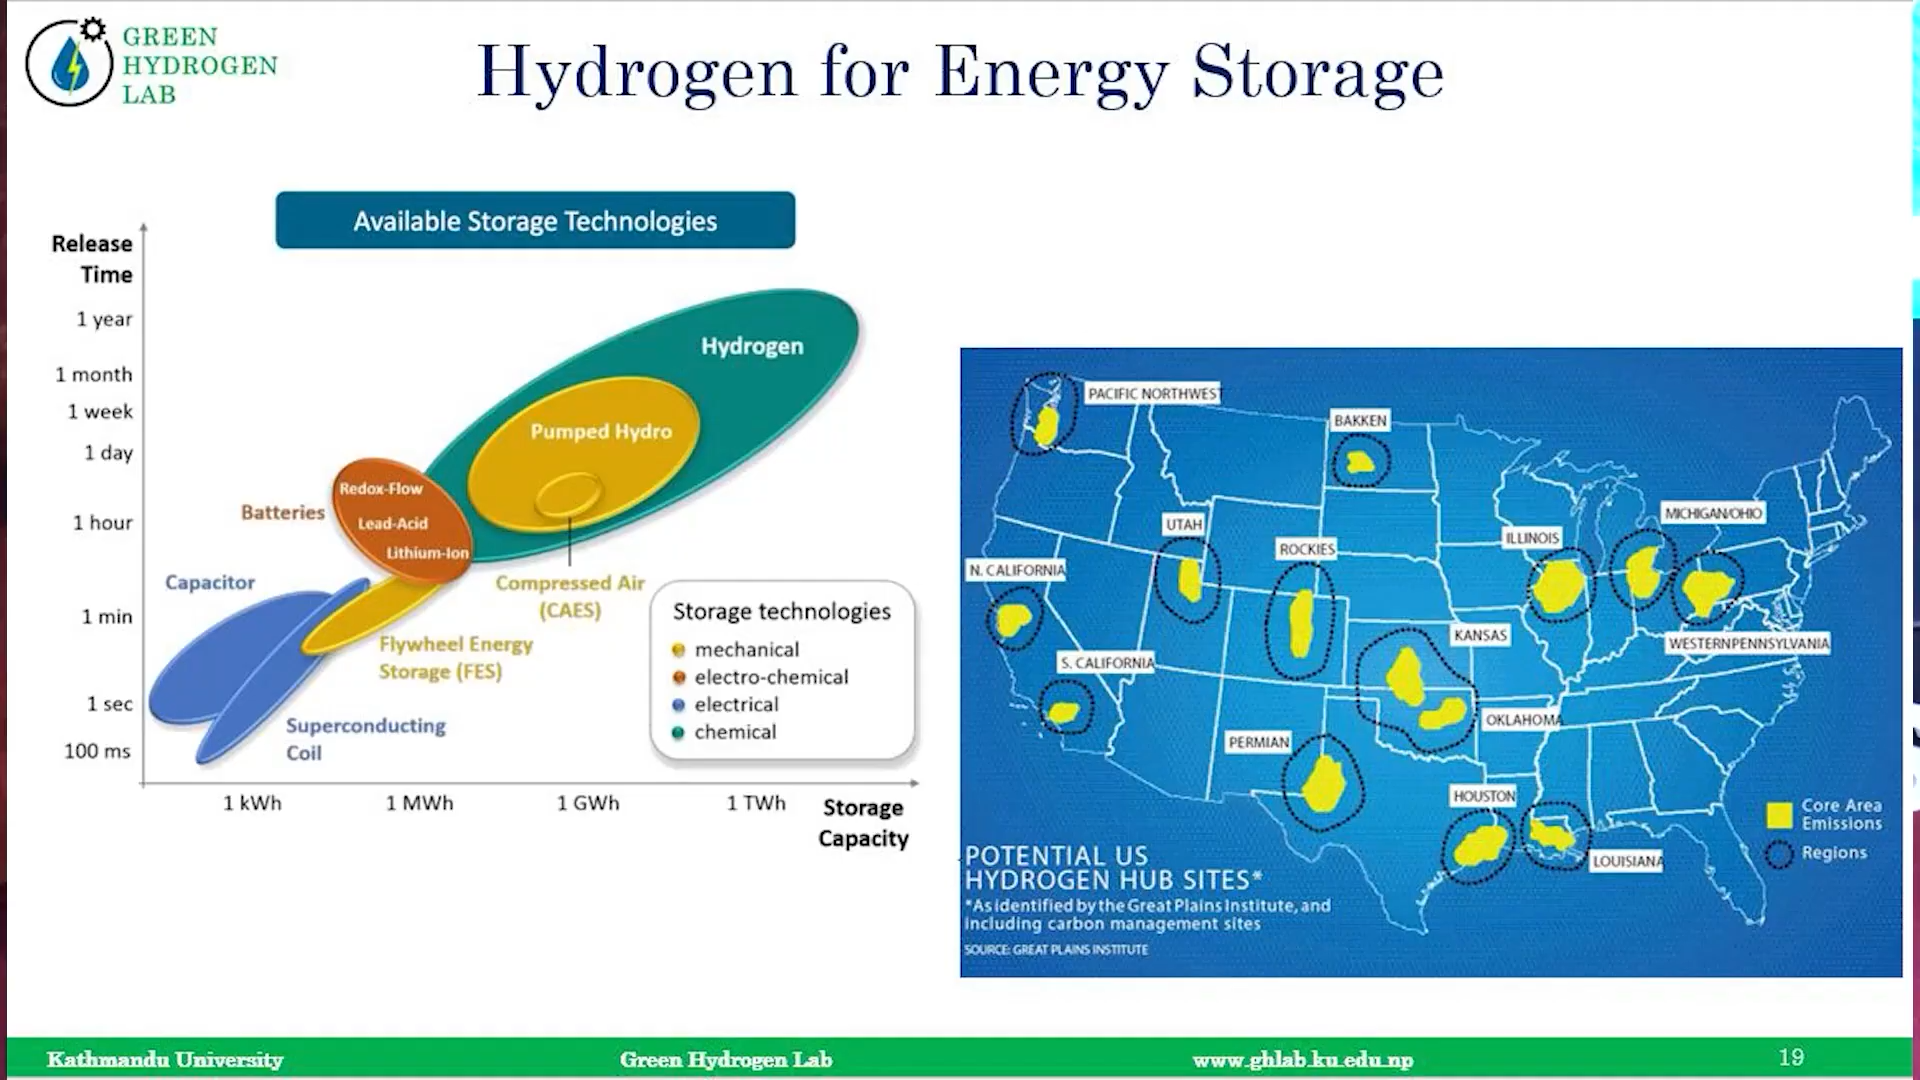 GREEN
HYDROGEN
LAB
Hydrogen for Energy Storage
Available Storage Technologies
Release
Time
1 year
1 month
1 week
1 day
1 hour
1 min
1 sec
100 ms
Hydrogen
Pumped Hydro
Redox-Flow
Lead-Acid
Lithium-Ion
Batteries
Capacitor
Compressed Air
(CAES)
Flywheel Energy
Storage (FES)
Superconducting
Coil
Storage technologies
mechanical
electro-chemical
electrical
chemical
1 kWh
1 MWh
1 GWh
1 TWh
Storage
Capacity
PACIFIC NORTHWEST
BAKKEN
MICHIGAN/OHIO
UTAH
ILLINOIS
ROCKIES
N. CALIFORNIA
KANSAS
WESTERNPENNSYLVANIA
S. CALIFORNIA
OKLAHOMA
PERMIAN
HOUSTON
LOUISIANA
Core Area
Emissions
Regions
POTENTIAL US
HYDROGEN HUB SITES*
*As identified by the Great Plains Institute, and
including carbon management sites
SOURCE: GREAT PLAINS INSTITUTE
Kathmandu University
Green Hydrogen Lab
www.ghlab.ku.edu.np
19